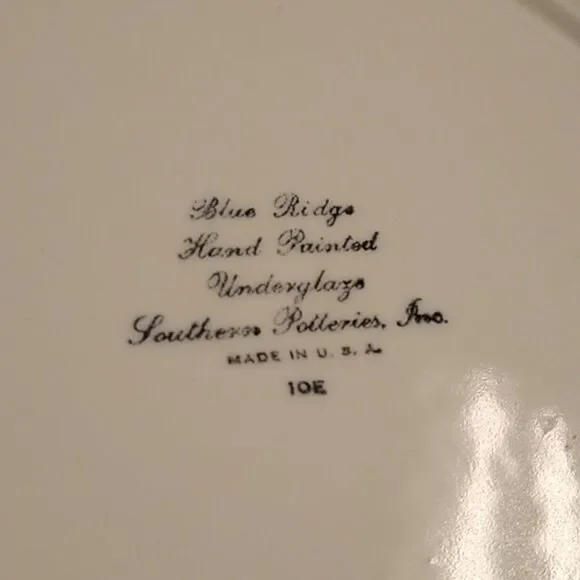 Blue Ridge
Hand Painted
Underglaze
Southern Potteries, Inc.
MADE IN U. S. A.
10E